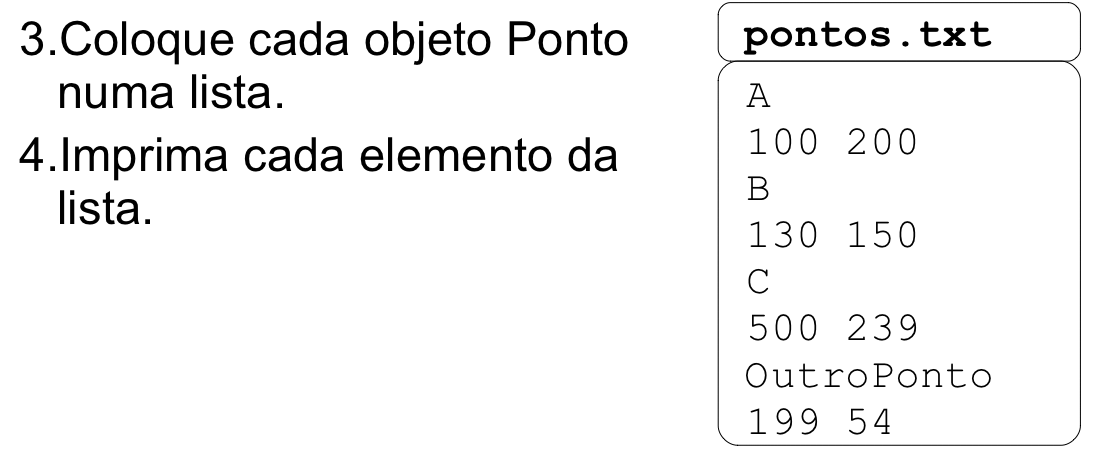 3.Coloque cada objeto Ponto
numa lista.
4.Imprima cada elemento da
lista.
pontos.txt
A
100 200
B
130 150
C
500 239
OutroPonto
199 54